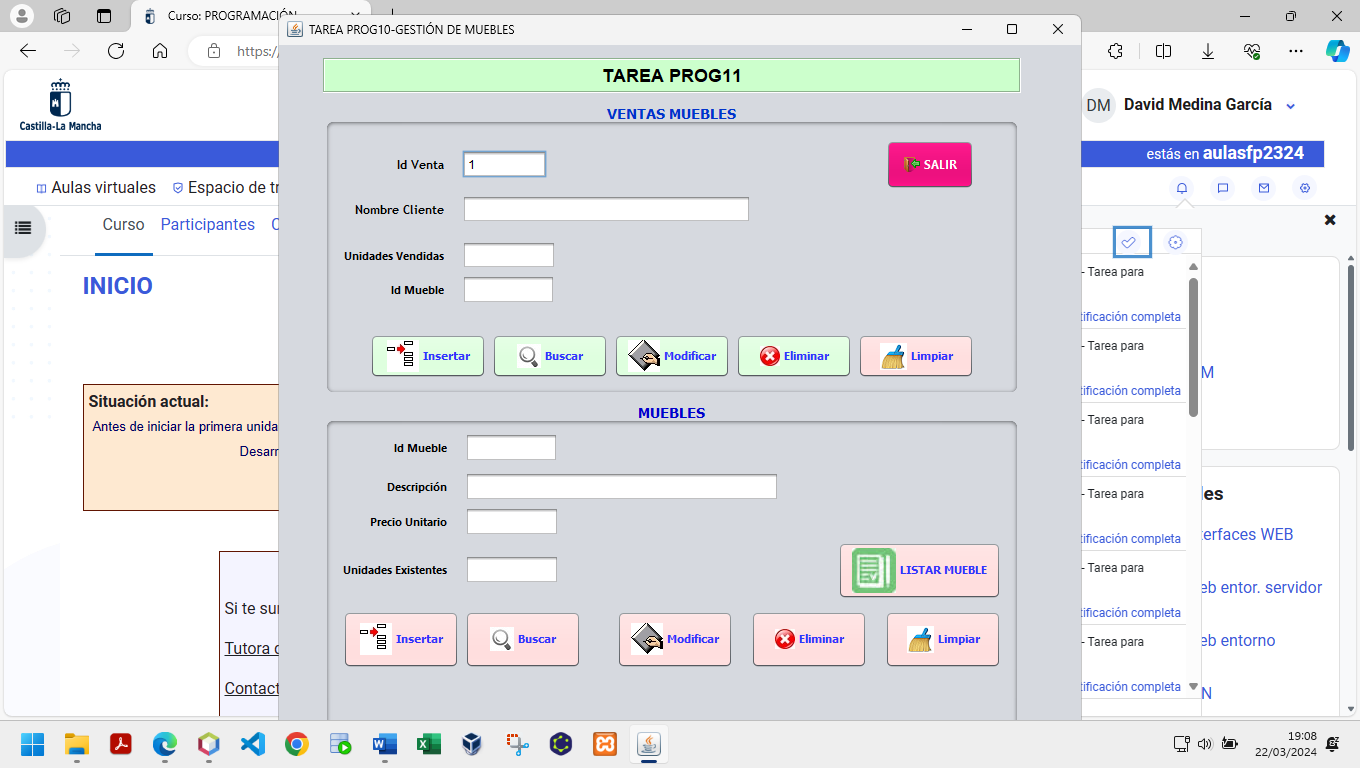 Curso: PROGRAMACIÓN
TAREA PROG10-GESTIÓN DE MUEBLES
https:/
TAREA PROG11
Castilla-La Mancha
DM David Medina García
VENTAS MUEBLES
estás en aulasfp2324
Id Venta 1
SALIR
Aulas virtuales
Espacio de tr
Nombre Cliente
Curso Participantes
Unidades Vendidas
Id Mueble
INICIO
- Tarea para
tificación completa
- Tarea para
tificación completa
- Tarea para
tificación completa
- Tarea para
tificación completa
- Tarea para
tificación completa
- Tarea para
tificación completa
Insertar Buscar Modificar Eliminar Limpiar
Situación actual:
Antes de iniciar la primera unida
Desarr
MUEBLES
Id Mueble
Descripción
Precio Unitario
Unidades Existentes
LISTAR MUEBLE
Insertar Buscar Modificar Eliminar Limpiar
Si te sur
Tutora
Contact
M
les
terfaces WEB
eb entor. servidor
eb entorno
N
19:08
22/03/2024